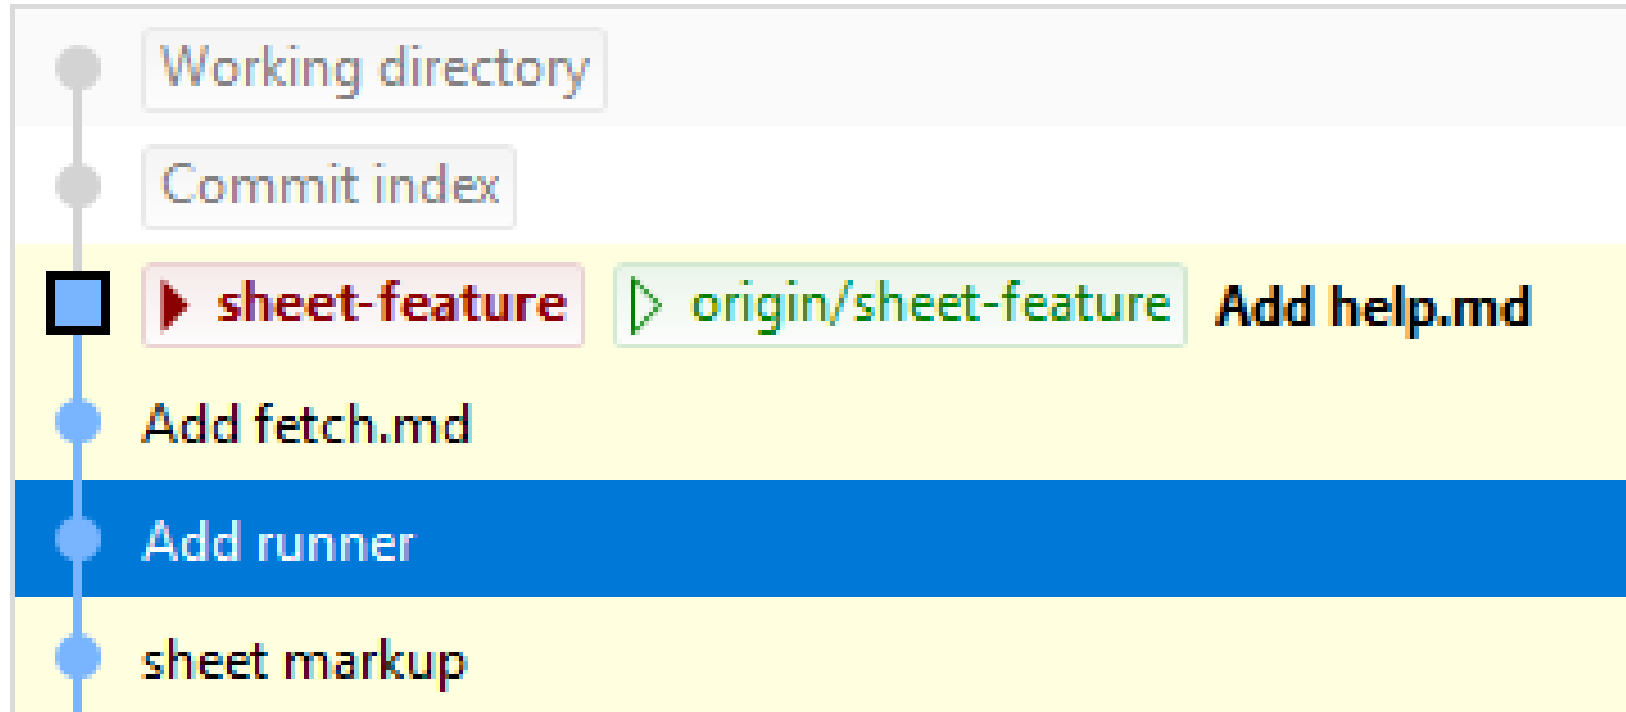 Working directory
Commit index
sheet-feature origin/sheet-feature Add help.md
Add fetch.md
Add runner
sheet markup